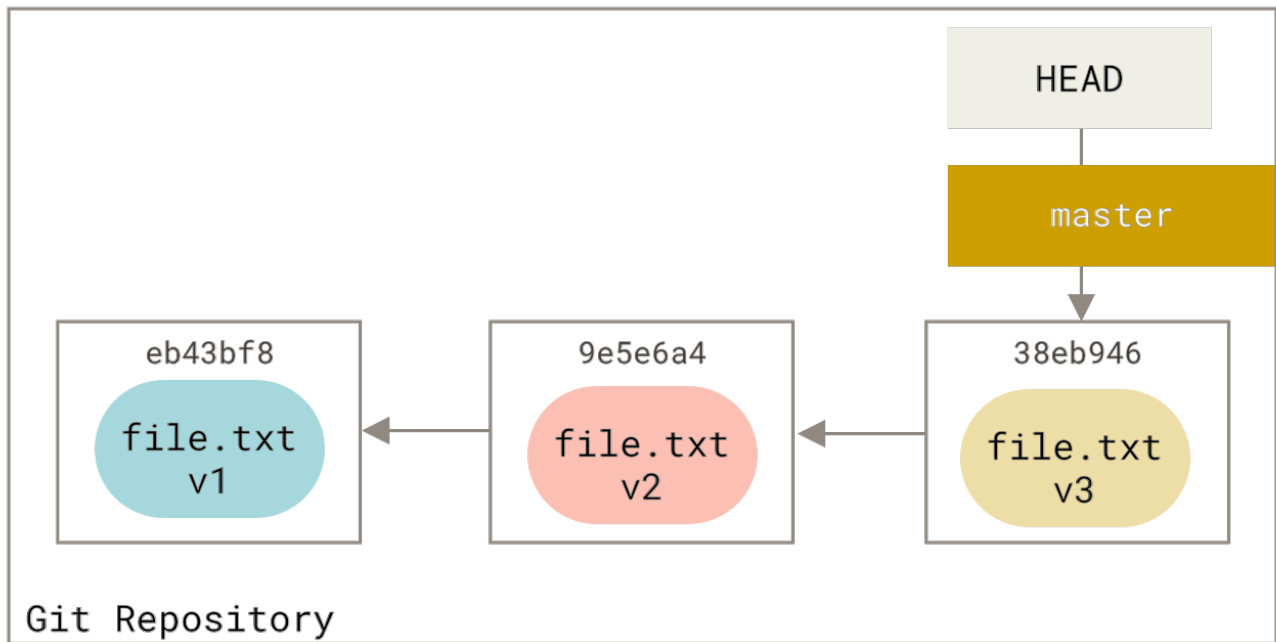 HEAD
master
eb43bf8
file.txt
v1
9e5e6a4
file.txt
v2
38eb946
file.txt
v3
Git Repository